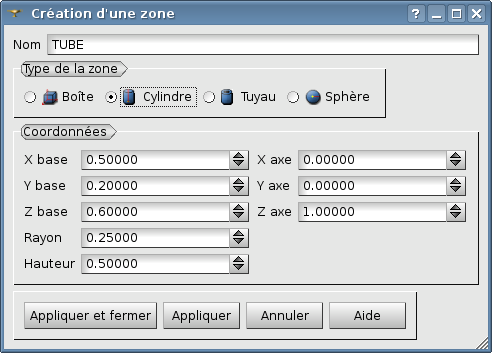 Création d'une zone
Nom TUBE
Type de la zone
Boîte Cylindre Tuyau Sphère
Coordonnées
X base 0.50000 X axe 0.00000
Y base 0.20000 Y axe 0.00000
Z base 0.60000 Z axe 1.00000
Rayon 0.25000
Hauteur 0.50000
Appliquer et fermer Appliquer Annuler Aide